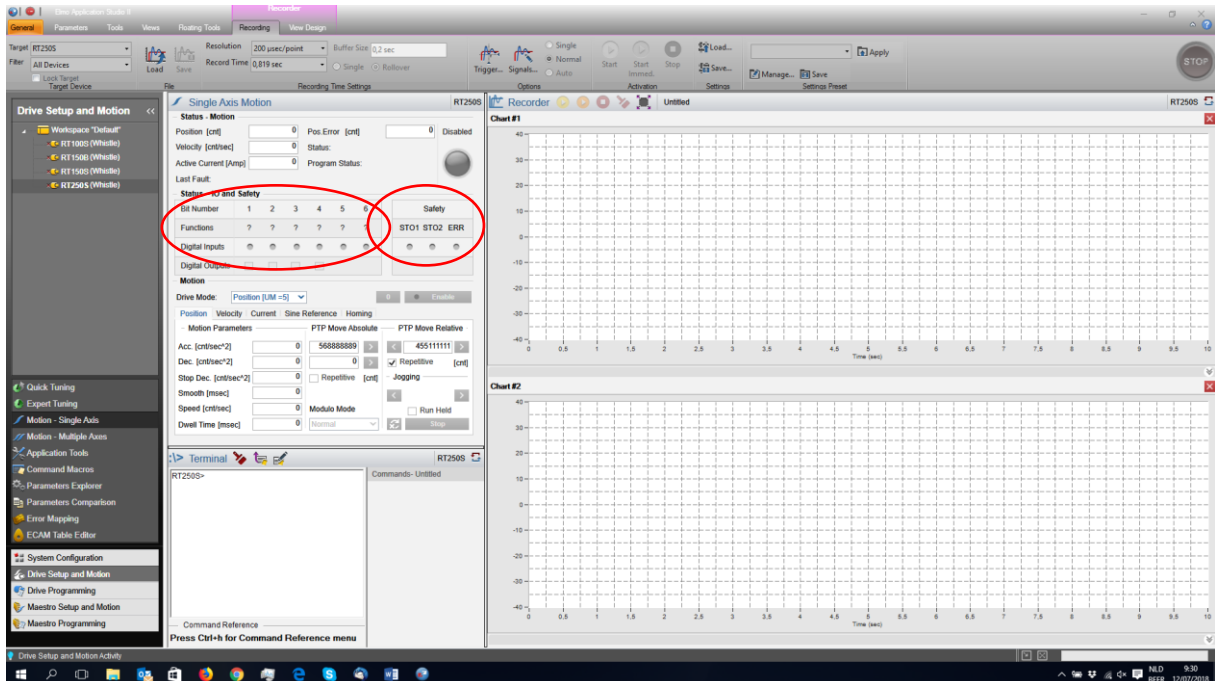 Elmo Application Studio II
Recorder
General Parameters Tools Views Routing Tools Recording View Design
Target RT250S
Filter All Devices
Lock Target
Target Device
Load Save
File
Resolution 200 µsec/point Buffer Size 0,2 sec
Record Time 0,819 sec Single Rollover
Recording Time Settings
Trigger... Signals...
Single
Normal
Auto
Options
Start Start Immed. Stop
Activation
Load...
Save...
Settings
Apply
Manage... Save
Settings Preset
STOP
Drive Setup and Motion <<
Workspace "Default"
RT100S (Whistle)
RT150B (Whistle)
RT150S (Whistle)
RT250S (Whistle)
Quick Tuning
Expert Tuning
Motion - Single Axis
Motion - Multiple Axes
Application Tools
Command Macros
Parameters Explorer
Parameters Comparison
Error Mapping
ECAM Table Editor
System Configuration
Drive Setup and Motion
Drive Programming
Maestro Setup and Motion
Maestro Programming
Single Axis Motion RT250S
Status - Motion
Position [cnt] 0 Pos.Error [cnt] 0 Disabled
Velocity [cnt/sec] 0 Status:
Active Current [Amp] 0 Program Status:
Last Fault:
Status - IO and Safety
Bit Number 1 2 3 4 5 6 Safety
Functions ? ? ? ? ? ? STO1 STO2 ERR
Digital Inputs
Digital Outputs
Motion
Drive Mode: Position [UM =5] 0 Enable
Position Velocity Current Sine Reference Homing
Motion Parameters PTP Move Absolute PTP Move Relative
Acc. [cnt/sec^2] 0 568888889 > < 455111111 >
Dec. [cnt/sec^2] 0 0 > Repetitive [cnt]
Stop Dec. [cnt/sec^2] 0 Repetitive [cnt] Jogging
Smooth [msec] 0 < >
Speed [cnt/sec] 0 Modulo Mode Run Held
Dwell Time [msec] 0 Normal Stop
:\> Terminal RT250S
RT250S>
Commands- Untitled
Command Reference
Press Ctrl+h for Command Reference menu
Recorder Untitled RT250S
Chart #1
40
30
20
10
0
-10
-20
-30
-40
0 0,5 1 1,5 2 2,5 3 3,5 4 4,5 5 5,5 6 6,5 7 7,5 8 8,5 9 9,5 10
Time (sec)
Chart #2
40
30
20
10
0
-10
-20
-30
-40
0 0,5 1 1,5 2 2,5 3 3,5 4 4,5 5 5,5 6 6,5 7 7,5 8 8,5 9 9,5 10
Time (sec)
Drive Setup and Motion Activity
NLD 9:30
BEEP 12/07/2018